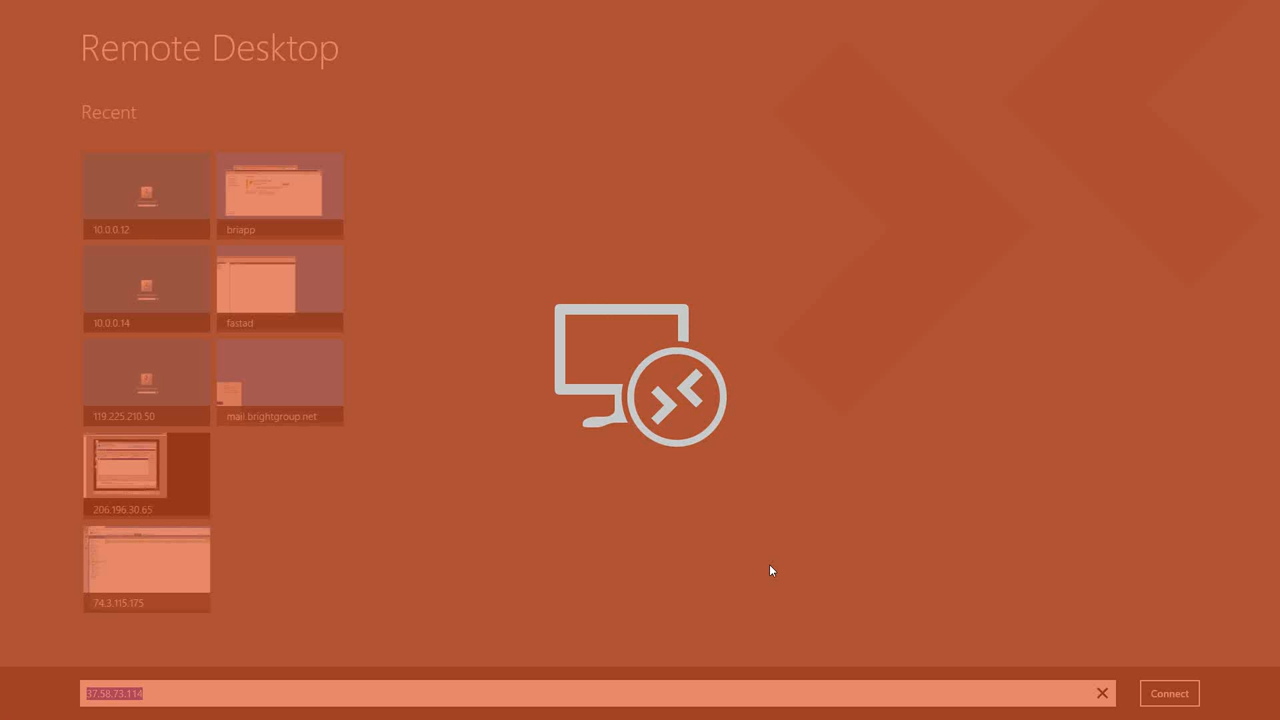 Remote Desktop
Recent
10.0.0.12
briapp
10.0.0.14
fastad
119.225.210.50
mail brightgroup.net
206.196.30.65
74.3.115.175
37.58.73.114
Connect